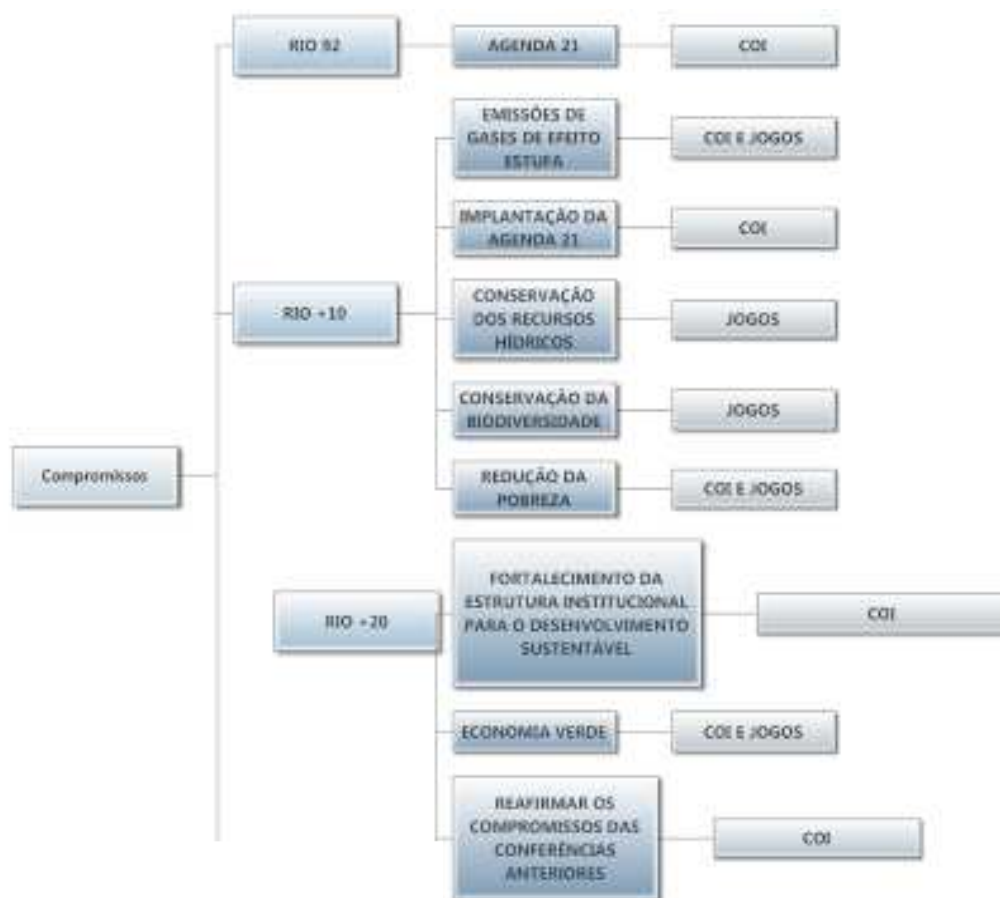 RIO 92
AGENDA 21
COI
EMISSÕES DE
GASES DE EFEITO
ESTUFA
COI E JOGOS
IMPLANTAÇÃO DA
AGENDA 21
COI
RIO +10
CONSERVAÇÃO
DOS RECURSOS
HÍDRICOS
JOGOS
CONSERVAÇÃO DA
BIODIVERSIDADE
JOGOS
Compromissos
REDUÇÃO DA
POBREZA
COI E JOGOS
RIO +20
FORTALECIMENTO DA
ESTRUTURA INSTITUCIONAL
PARA O DESENVOLVIMENTO
SUSTENTÁVEL
COI
ECONOMIA VERDE
COI E JOGOS
REAFIRMAR OS
COMPROMISSOS DAS
CONFERÊNCIAS
ANTERIORES
COI